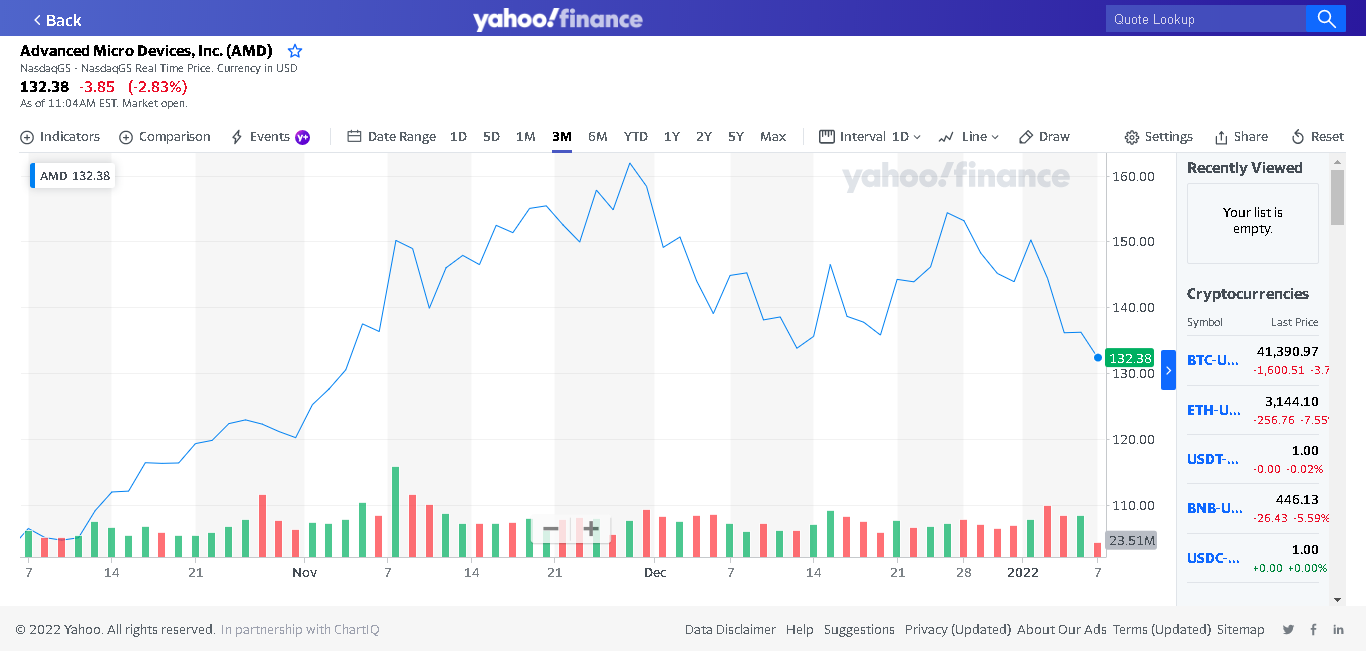 Back
yahoo!finance
Quote Lookup
Advanced Micro Devices, Inc. (AMD)
NasdaqGS - NasdaqGS Real Time Price. Currency in USD
132.38 -3.85 (-2.83%)
As of 11:04AM EST. Market open.
Indicators Comparison Events Y+ Date Range 1D 5D 1M 3M 6M YTD 1Y 2Y 5Y Max Interval 1D Line Draw Settings Share Reset
AMD 132.38
yahoo!finance
160.00
150.00
140.00
132.38
130.00
120.00
110.00
23.51M
7 14 21 Nov 7 14 21 Dec 7 14 21 28 2022 7
Recently Viewed
Your list is
empty.
Cryptocurrencies
Symbol Last Price
BTC-U... 41,390.97
-1,600.51 -3.7
ETH-U... 3,144.10
-256.76 -7.55%
USDT-... 1.00
-0.00 -0.02%
BNB-U... 446.13
-26.43 -5.59%
USDC-... 1.00
+0.00 +0.00%
© 2022 Yahoo. All rights reserved. In partnership with ChartIQ
Data Disclaimer Help Suggestions Privacy (Updated) About Our Ads Terms (Updated) Sitemap